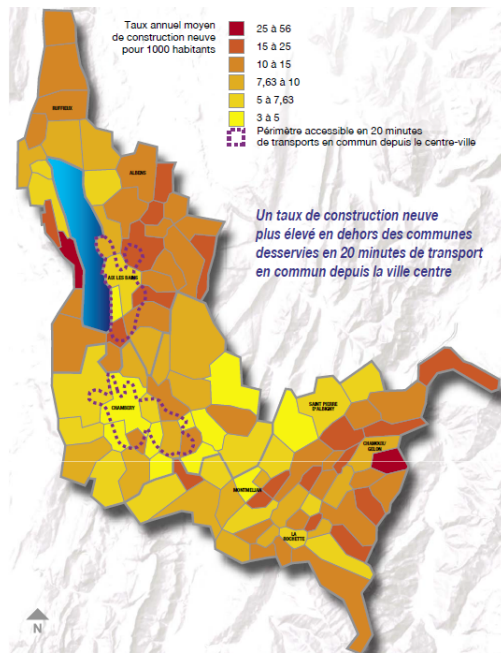 Taux annuel moyen
de construction neuve
pour 1000 habitants
25 à 56
15 à 25
10 à 15
7,63 à 10
5 à 7,63
3 à 5
Périmètre accessible en 20 minutes
de transports en commun depuis le centre-ville
RUFFIEUX
ALBENS
Un taux de construction neuve
plus élevé en dehors des communes
desservies en 20 minutes de transport
en commun depuis la ville centre
AIX LES BAINS
CHAMBERY
SAINT PIERRE
D'ALBIGNY
CHAMOUX/
GELON
MONTMELIAN
LA
ROCHETTE
N